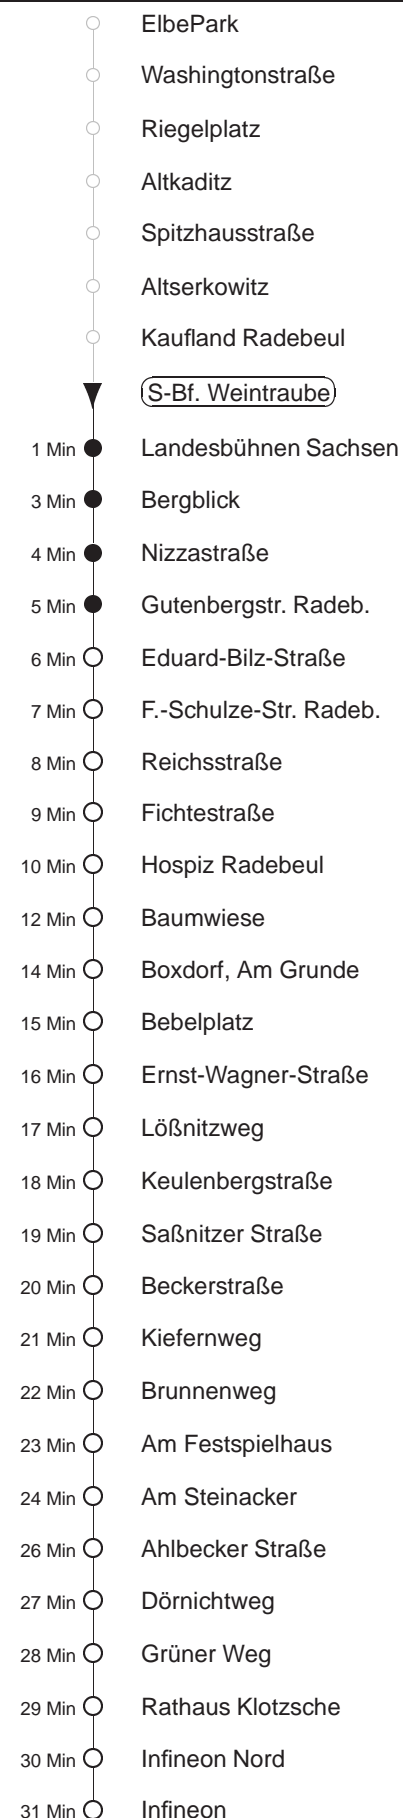 ElbePark
Washingtonstraße
Riegelplatz
Altkaditz
Spitzhausstraße
Altserkowitz
Kaufland Radebeul
S-Bf. Weintraube
1 Min Landesbühnen Sachsen
3 Min Bergblick
4 Min Nizzastraße
5 Min Gutenbergstr. Radeb.
6 Min Eduard-Bilz-Straße
7 Min F.-Schulze-Str. Radeb.
8 Min Reichsstraße
9 Min Fichtestraße
10 Min Hospiz Radebeul
12 Min Baumwiese
14 Min Boxdorf, Am Grunde
15 Min Bebelplatz
16 Min Ernst-Wagner-Straße
17 Min Lößnitzweg
18 Min Keulenbergstraße
19 Min Saßnitzer Straße
20 Min Beckerstraße
21 Min Kiefernweg
22 Min Brunnenweg
23 Min Am Festspielhaus
24 Min Am Steinacker
26 Min Ahlbecker Straße
27 Min Dörnichtweg
28 Min Grüner Weg
29 Min Rathaus Klotzsche
30 Min Infineon Nord
31 Min Infineon